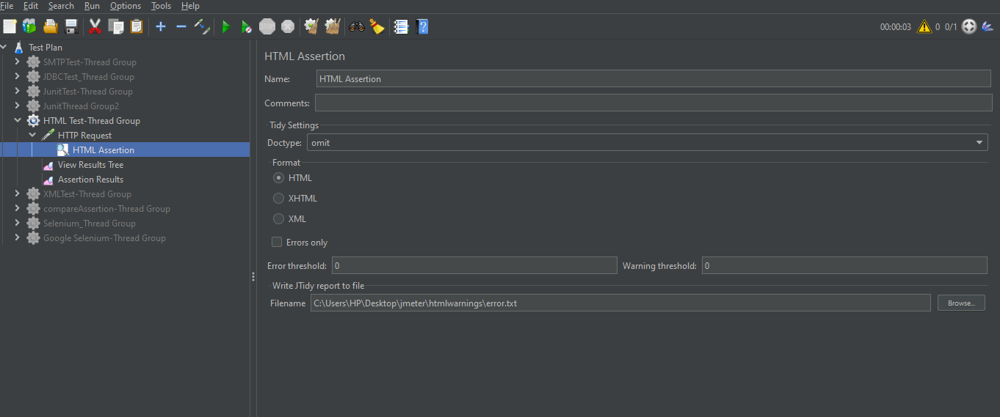 File Edit Search Run Options Tools Help
00:00:03 0 0/1
Test Plan
SMTPTest-Thread Group
JDBCTest_Thread Group
JunitTest-Thread Group
JunitThread Group2
HTML Test-Thread Group
HTTP Request
HTML Assertion
View Results Tree
Assertion Results
XMLTest-Thread Group
compareAssertion-Thread Group
Selenium_Thread Group
Google Selenium-Thread Group
HTML Assertion
Name: HTML Assertion
Comments:
Tidy Settings
Doctype: omit
Format
HTML
XHTML
XML
Errors only
Error threshold: 0 Warning threshold: 0
Write JTidy report to file
Filename C:\Users\HP\Desktop\jmeter\htmlwarnings\error.txt Browse...